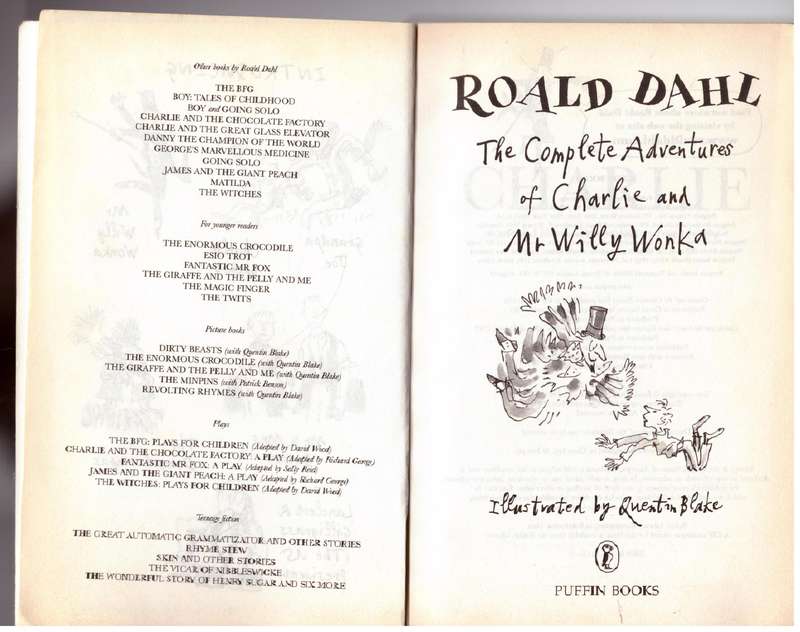 Other books by Roald Dahl
THE BFG
BOY: TALES OF CHILDHOOD
BOY and GOING SOLO
CHARLIE AND THE CHOCOLATE FACTORY
CHARLIE AND THE GREAT GLASS ELEVATOR
DANNY THE CHAMPION OF THE WORLD
GEORGE'S MARVELLOUS MEDICINE
GOING SOLO
JAMES AND THE GIANT PEACH
MATILDA
THE WITCHES
For younger readers
THE ENORMOUS CROCODILE
ESIO TROT
FANTASTIC MR FOX
THE GIRAFFE AND THE PELLY AND ME
THE MAGIC FINGER
THE TWITS
Picture books
DIRTY BEASTS (with Quentin Blake)
THE ENORMOUS CROCODILE (with Quentin Blake)
THE GIRAFFE AND THE PELLY AND ME (with Quentin Blake)
THE MINPINS (with Patrick Benson)
REVOLTING RHYMES (with Quentin Blake)
Plays
THE BFG: PLAYS FOR CHILDREN (Adapted by David Wood)
CHARLIE AND THE CHOCOLATE FACTORY: A PLAY (Adapted by Richard George)
FANTASTIC MR FOX: A PLAY (Adapted by Sally Reid)
JAMES AND THE GIANT PEACH: A PLAY (Adapted by Richard George)
THE WITCHES: PLAYS FOR CHILDREN (Adapted by David Wood)
Teenage fiction
THE GREAT AUTOMATIC GRAMMATIZATOR AND OTHER STORIES
RHYME STEW
SKIN AND OTHER STORIES
THE VICAR OF NIBBLESWICKE
THE WONDERFUL STORY OF HENRY SUGAR AND SIX MORE
ROALD DAHL
The Complete Adventures
of Charlie and
Mr Willy Wonka
Illustrated by Quentin Blake
PUFFIN BOOKS